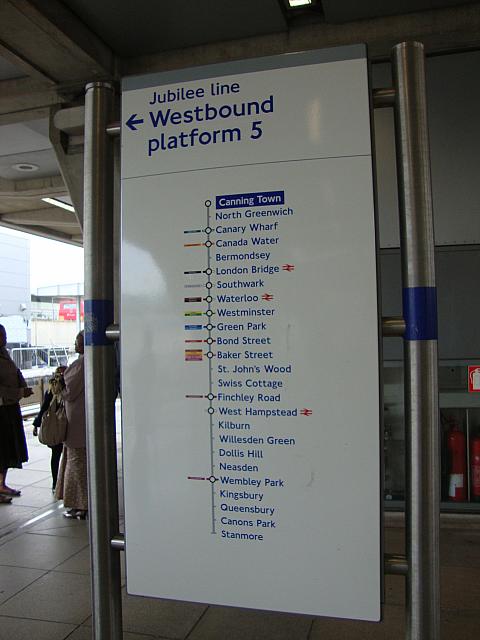 Jubilee line
Westbound
platform 5
Canning Town
North Greenwich
Canary Wharf
Canada Water
Bermondsey
London Bridge
Southwark
Waterloo
Westminster
Green Park
Bond Street
Baker Street
St. John's Wood
Swiss Cottage
Finchley Road
West Hampstead
Kilburn
Willesden Green
Dollis Hill
Neasden
Wembley Park
Kingsbury
Queensbury
Canons Park
Stanmore